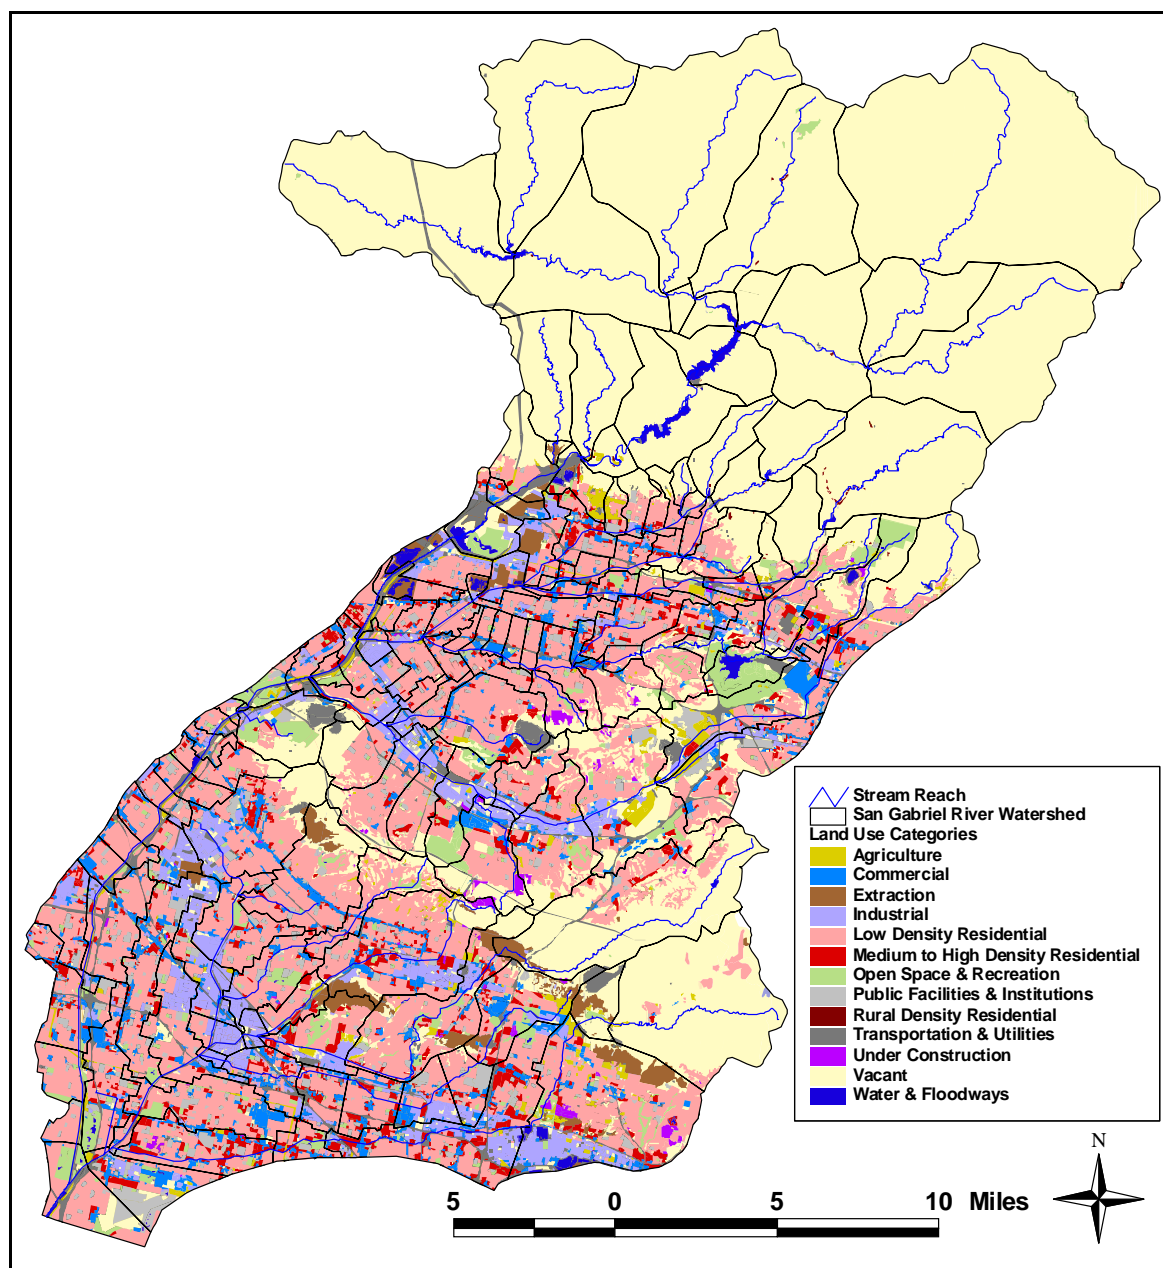 Stream Reach
San Gabriel River Watershed
Land Use Categories
Agriculture
Commercial
Extraction
Industrial
Low Density Residential
Medium to High Density Residential
Open Space & Recreation
Public Facilities & Institutions
Rural Density Residential
Transportation & Utilities
Under Construction
Vacant
Water & Floodways
N
5 0 5 10 Miles